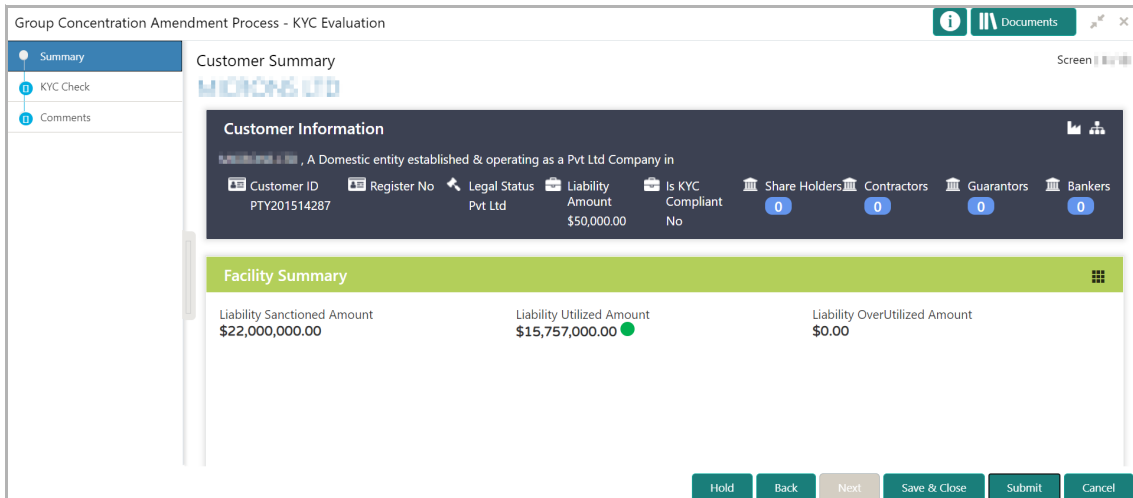 Group Concentration Amendment Process - KYC Evaluation
Documents
Summary
KYC Check
Comments
Customer Summary
Screen
Customer Information
, A Domestic entity established & operating as a Pvt Ltd Company in
Customer ID
PTY201514287
Register No
Legal Status
Pvt Ltd
Liability
Amount
$50,000.00
Is KYC
Compliant
No
Share Holders
0
Contractors
0
Guarantors
0
Bankers
0
Facility Summary
Liability Sanctioned Amount
$22,000,000.00
Liability Utilized Amount
$15,757,000.00
Liability OverUtilized Amount
$0.00
Hold
Back
Next
Save & Close
Submit
Cancel